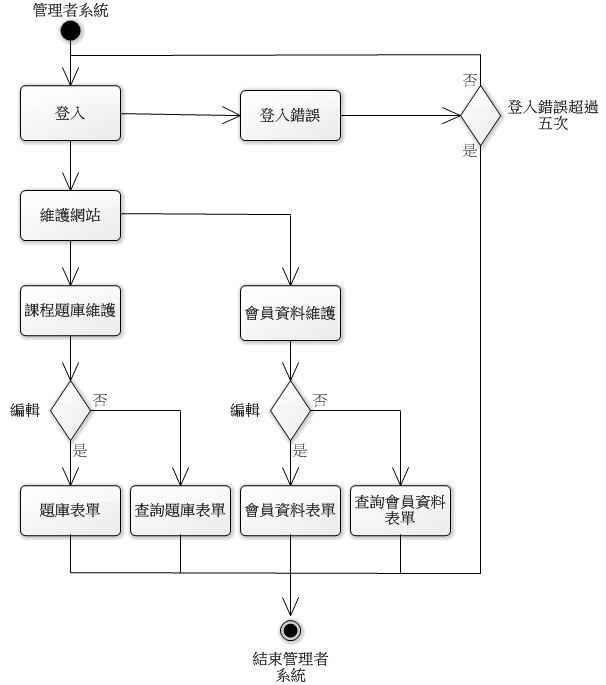 管理者系統
否
登入
登入錯誤
登入錯誤超過
五次
是
維護網站
課程題庫維護
會員資料維護
編輯
否
是
編輯
否
是
題庫表單
查詢題庫表單
會員資料表單
查詢會員資料
表單
結束管理者
系統